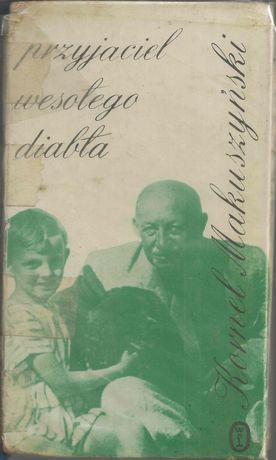 przyjaciel
wesołego
diabła
Kornel Makuszyński